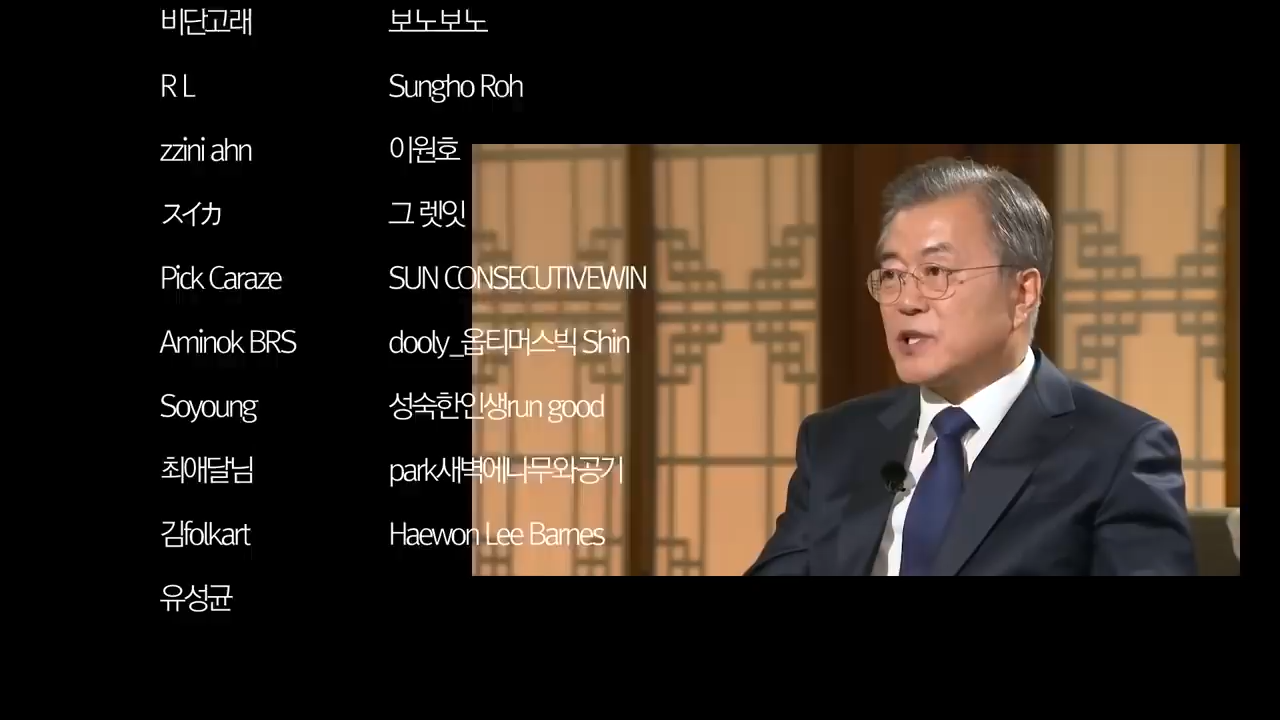 비단고래 보노보노
R L Sungho Roh
zzini ahn 이원호
スイカ 그 렛잇
Pick Caraze SUN CONSECUTIVEWIN
Aminok BRS dooly_옵티머스빅 Shin
Soyoung 성숙한인생run good
최애달님 park새벽에나무와공기
김folkart Haewon Lee Barnes
유성균